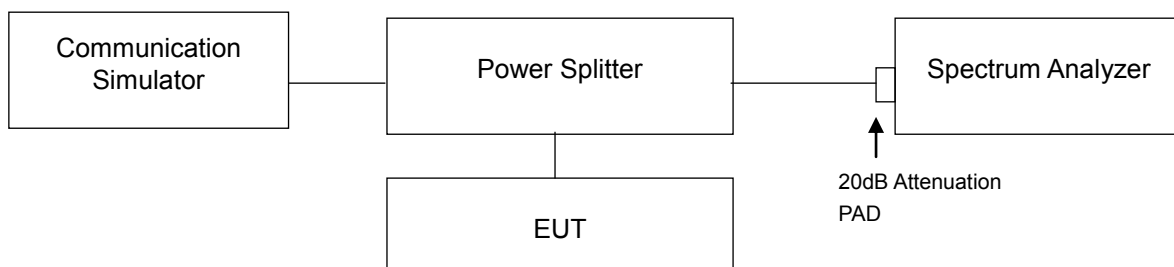 Communication
Simulator
Power Splitter
Spectrum Analyzer
20dB Attenuation
PAD
EUT